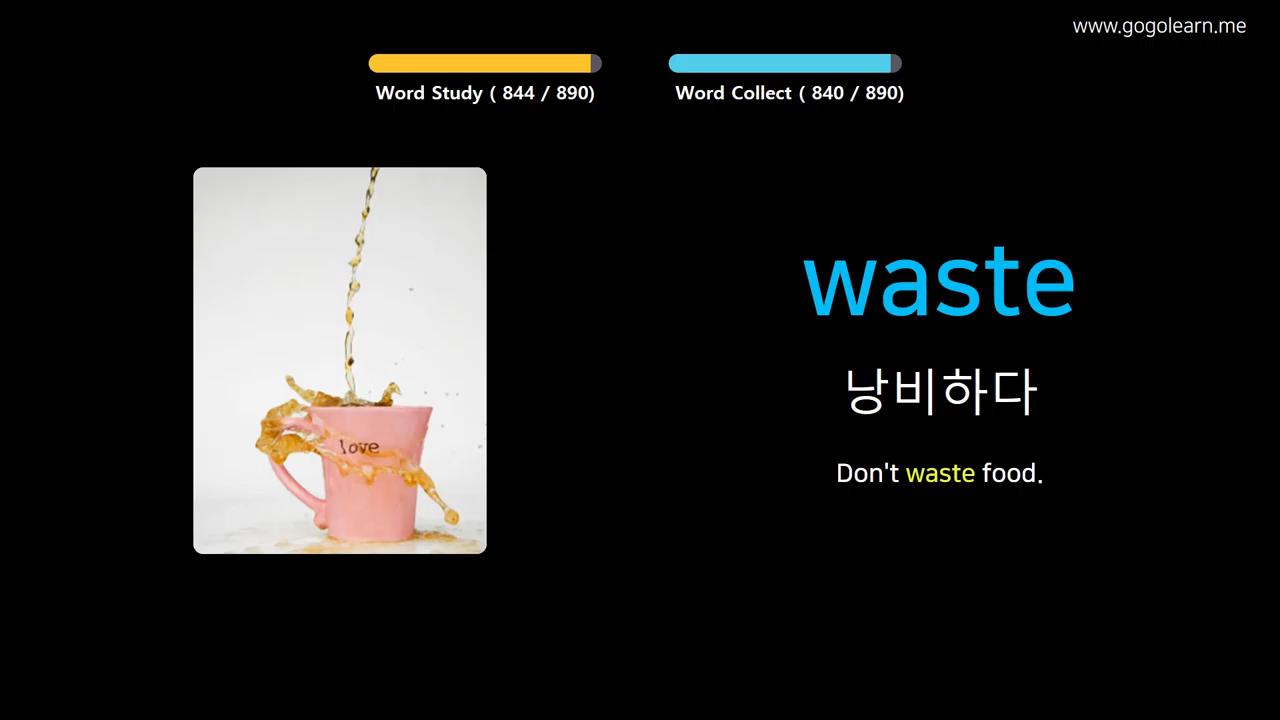 www.gogolearn.me
Word Study ( 844 / 890)
Word Collect ( 840 / 890)
love
waste
낭비하다
Don't waste food.